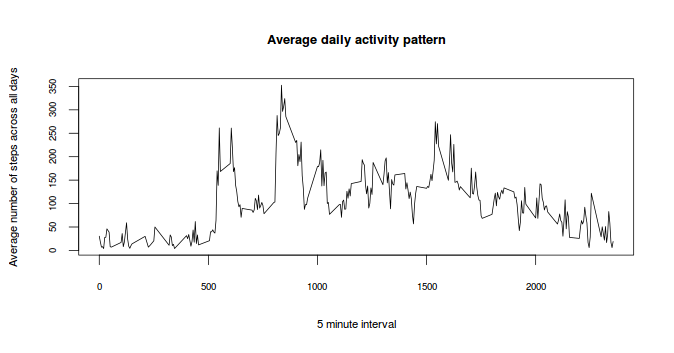 Average daily activity pattern
Average number of steps across all days
350
300
250
200
150
100
50
0
0 500 1000 1500 2000
5 minute interval